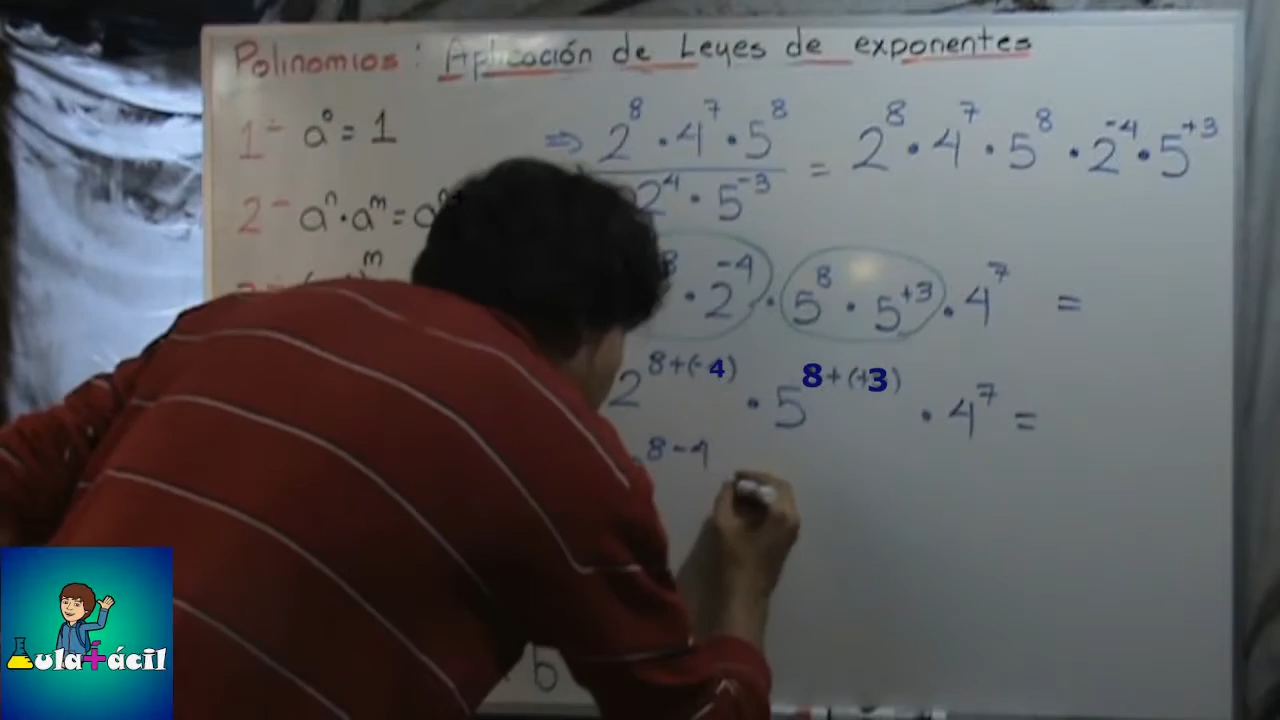 Polinomios : Aplicación de Leyes de exponentes
1- a⁰ = 1
⇒ 2⁸ · 4⁷ · 5⁸ / 2⁴ · 5⁻³ = 2⁸ · 4⁷ · 5⁸ · 2⁻⁴ · 5⁺³
2- aⁿ · aᵐ = a
⁸ · 2⁻⁴ · 5⁸ · 5⁺³ · 4⁷ =
m
2⁸⁺⁽⁻⁴⁾ · 5⁸⁺⁽⁺³⁾ · 4⁷ =
8-4
b
Aula+ácil